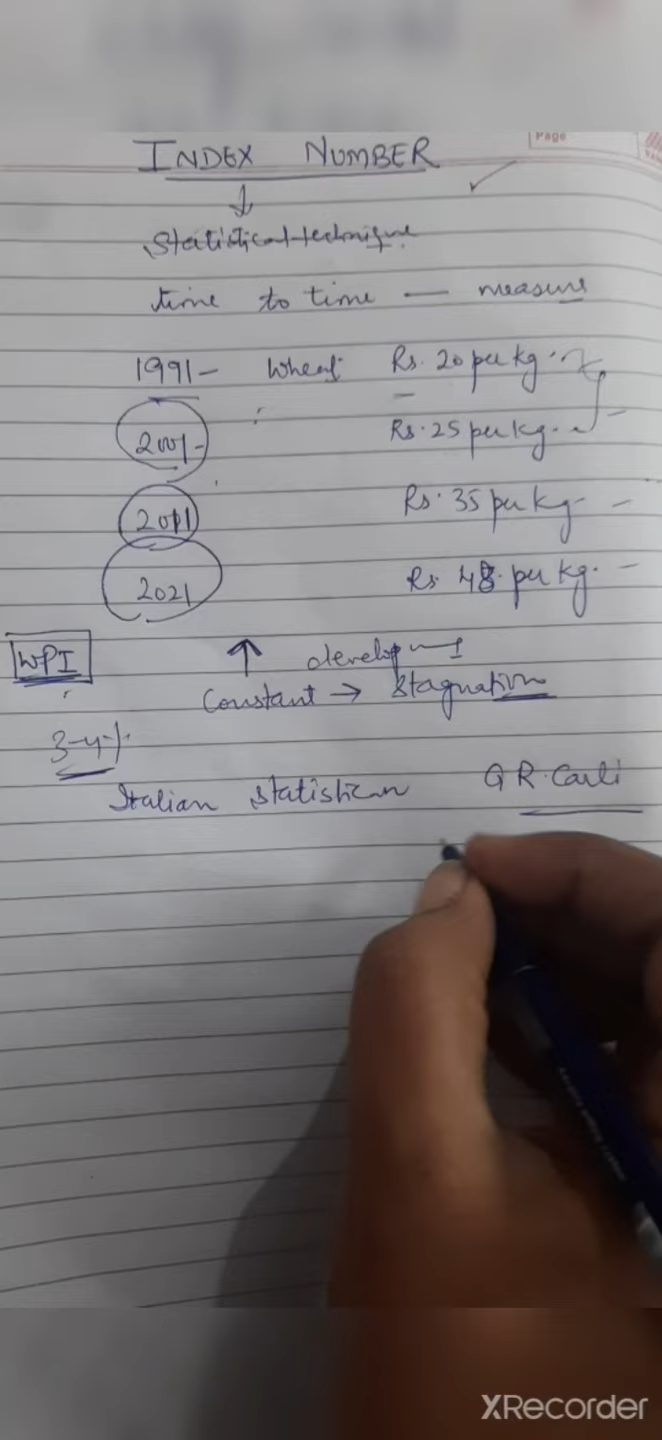 Page
INDEX NUMBER
↓
Statistical technique
time to time — measure
1991 - Wheat Rs. 20 per kg.
2001 - Rs. 25 per kg.
2011 Rs. 35 per kg -
2021 Rs 48. per kg. -
WPI ↑
Constant → Stagnation
3-4%
Italian statistican G R. Carli
XRecorder